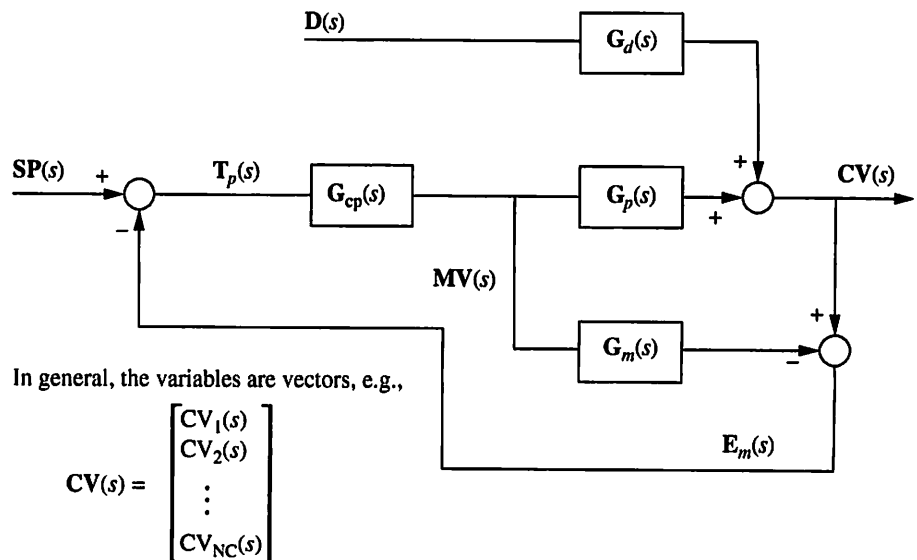 D(s)
G_d(s)
SP(s)
+
T_p(s)
G_cp(s)
G_p(s)
+
+
CV(s)
−
MV(s)
+
G_m(s)
−
In general, the variables are vectors, e.g.,
E_m(s)
CV(s) =
CV_1(s)
CV_2(s)
⋮
CV_NC(s)